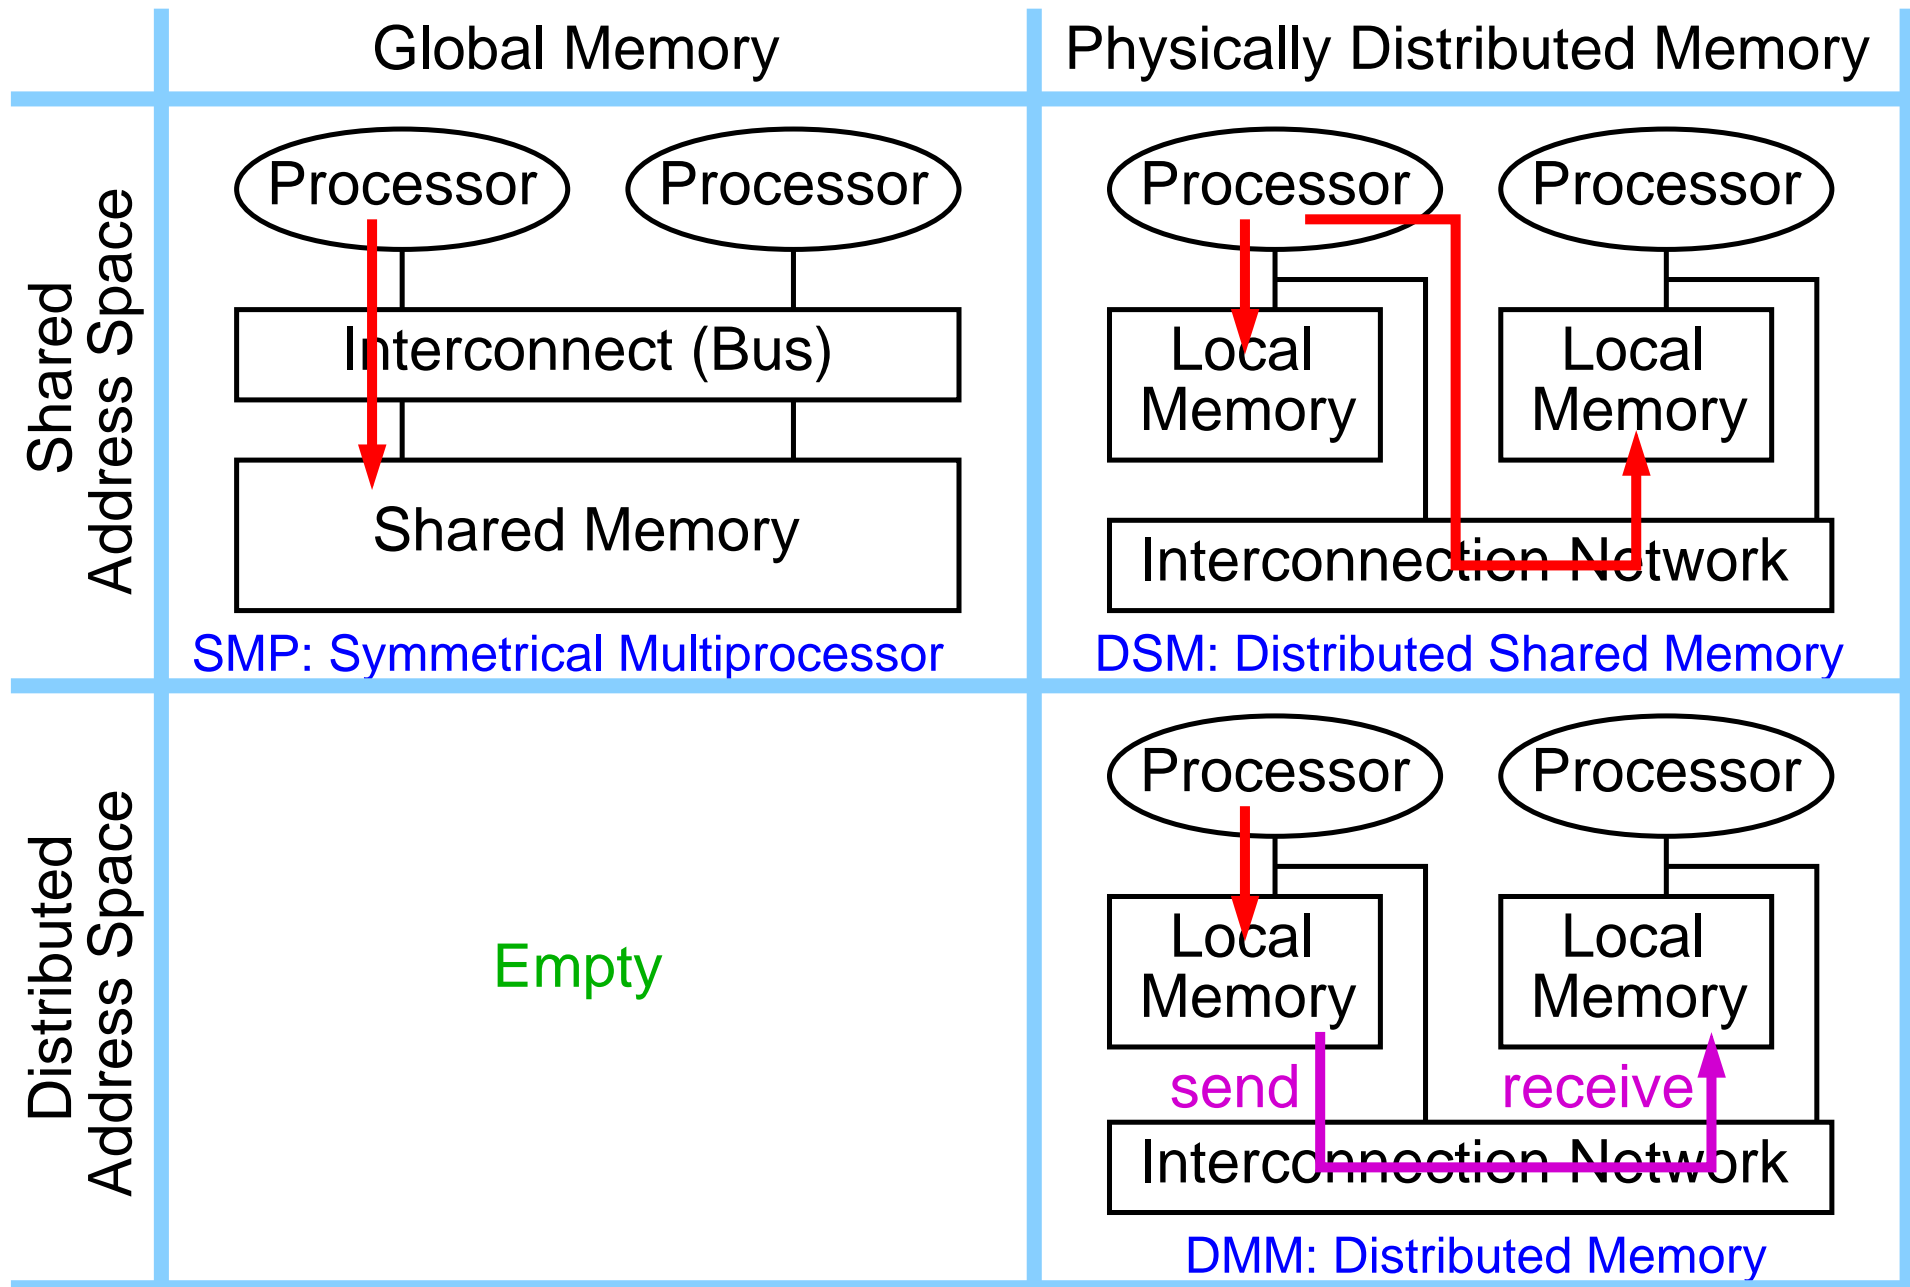 Global Memory
Physically Distributed Memory
Shared
Address Space
Processor
Processor
Interconnect (Bus)
Shared Memory
SMP: Symmetrical Multiprocessor
Processor
Processor
Local
Memory
Local
Memory
Interconnection Network
DSM: Distributed Shared Memory
Distributed
Address Space
Empty
Processor
Processor
Local
Memory
Local
Memory
send
receive
Interconnection Network
DMM: Distributed Memory